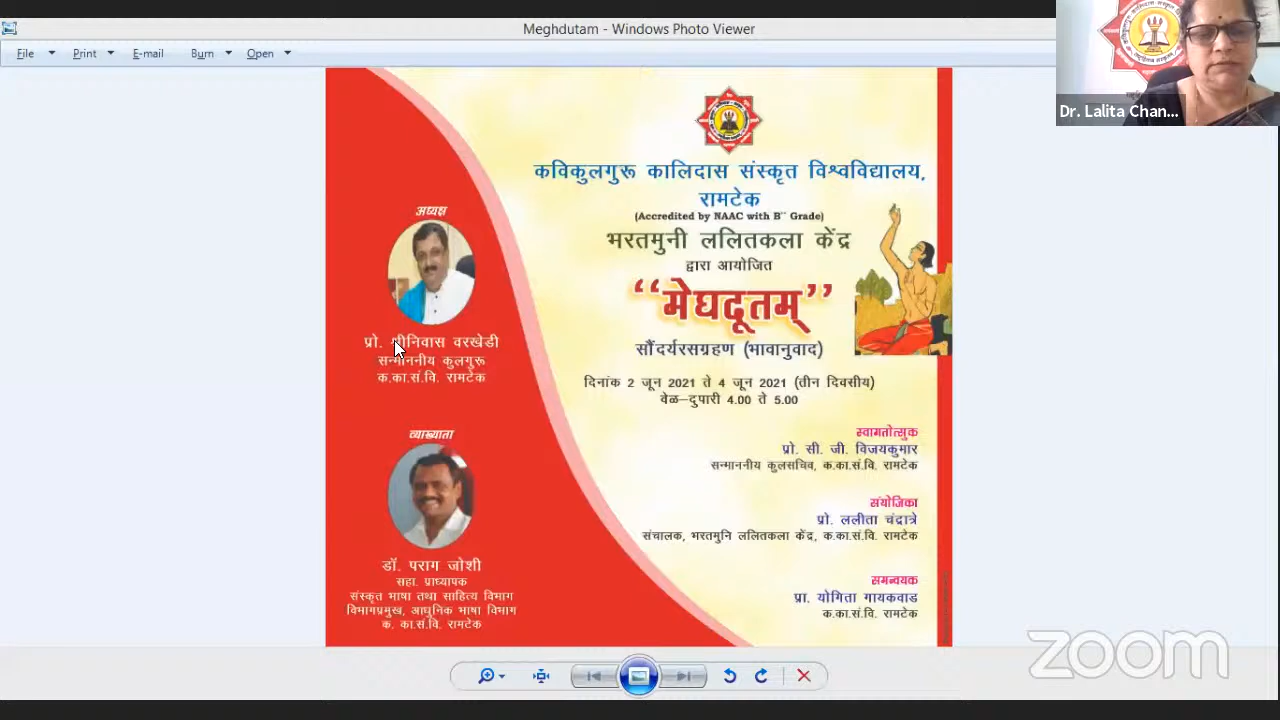 Meghdutam - Windows Photo Viewer
File Print E-mail Burn Open
Dr. Lalita Chan...
कविकुलगुरू कालिदास संस्कृत विश्वविद्यालय,
रामटेक
(Accredited by NAAC with B++ Grade)
भरतमुनी ललितकला केंद्र
द्वारा आयोजित
“मेघदूतम्”
सौंदर्यरसग्रहण (भावानुवाद)
दिनांक 2 जून 2021 ते 4 जून 2021 (तीन दिवसीय)
वेळ–दुपारी 4.00 ते 5.00
अध्यक्ष
प्रो. श्रीनिवास वरखेडी
सन्माननीय कुलगुरू
क.का.सं.वि. रामटेक
व्याख्याता
डॉ. पराग जोशी
सहा. प्राध्यापक
संस्कृत भाषा तथा साहित्य विभाग
विभागप्रमुख, आधुनिक भाषा विभाग
क. का.सं.वि. रामटेक
स्वागतोत्सुक
प्रो. सी. जी. विजयकुमार
सन्माननीय कुलसचिव, क.का.सं.वि. रामटेक
संयोजिका
प्रो. ललीता चंद्रात्रे
संचालक, भरतमुनि ललितकला केंद्र, क.का.सं.वि. रामटेक
समन्वयक
प्रा. योगिता गायकवाड
क.का.सं.वि. रामटेक
zoom